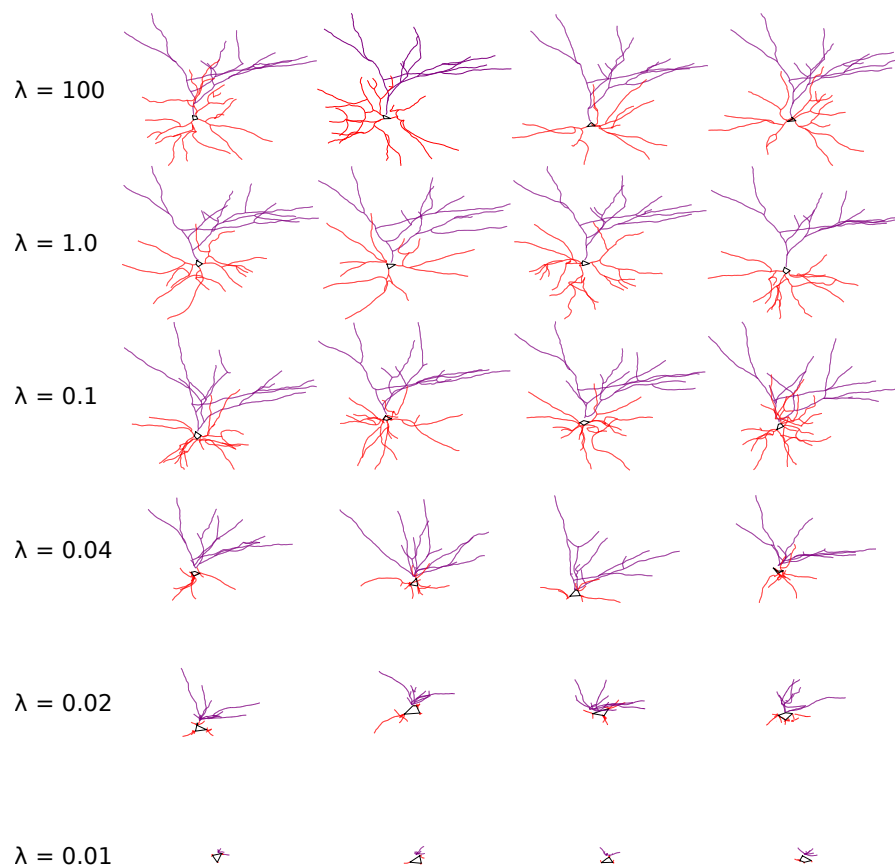 λ = 100
λ = 1.0
λ = 0.1
λ = 0.04
λ = 0.02
λ = 0.01